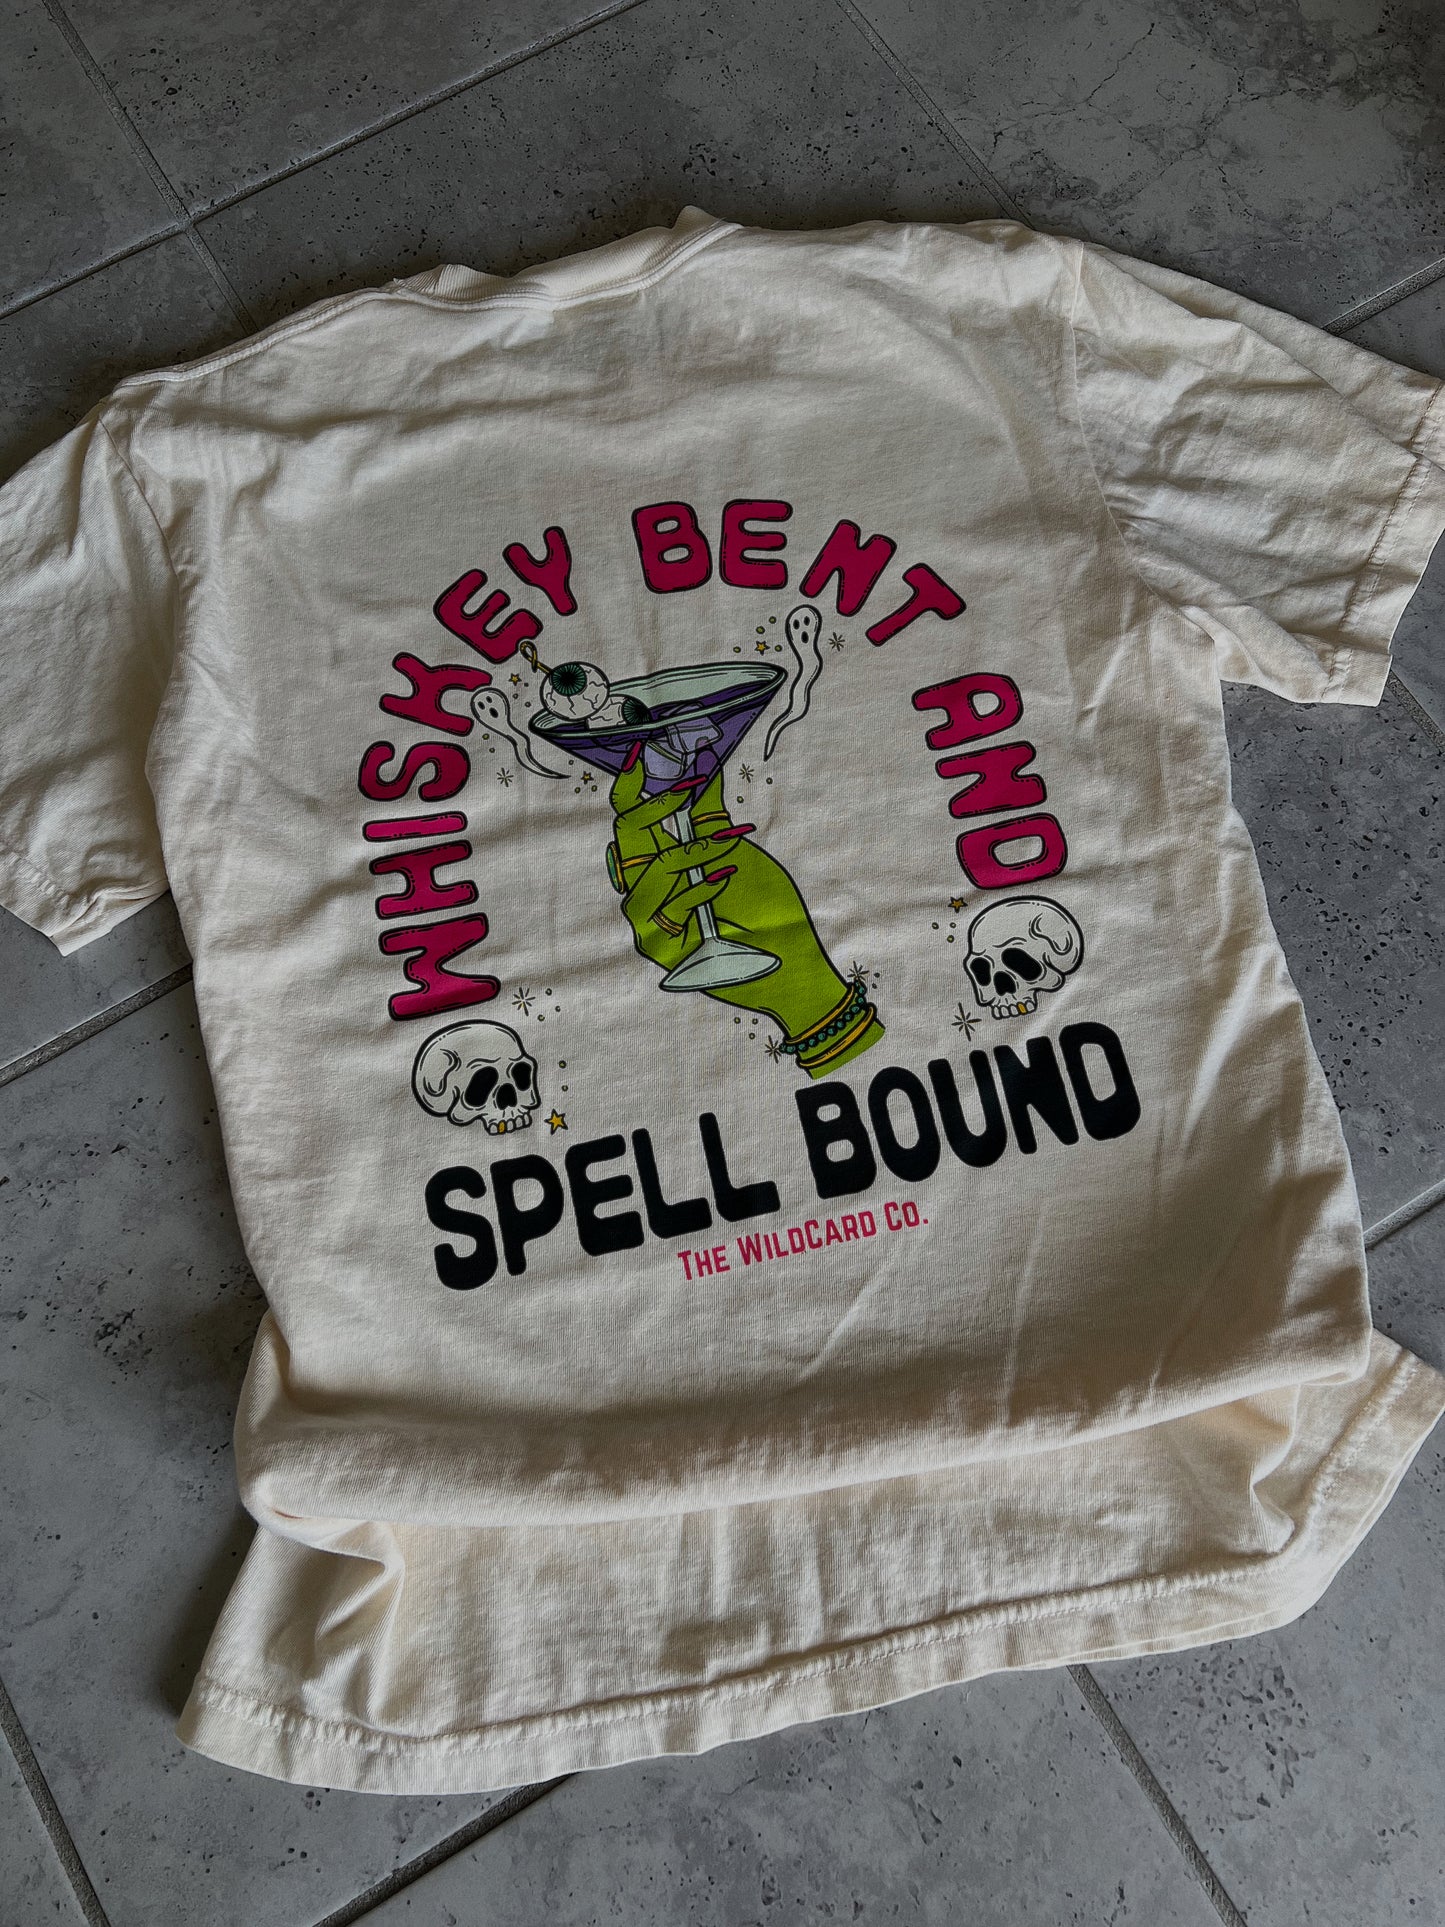 WHISKEY BENT AND
SPELL BOUND
THE WILDCARD CO.